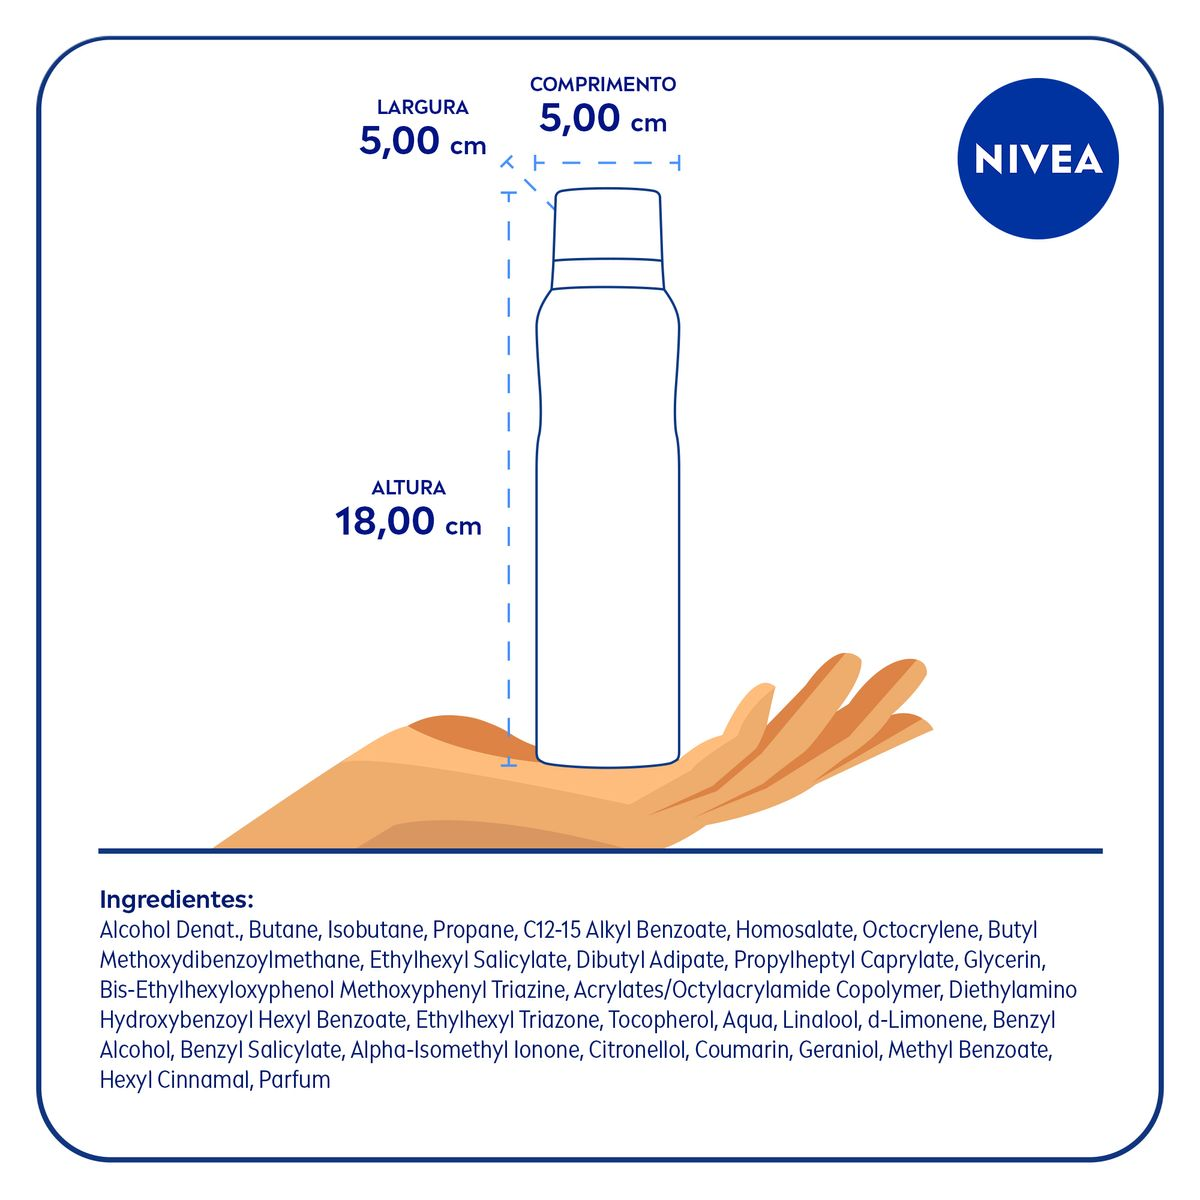 COMPRIMENTO
5,00 cm
LARGURA
5,00 cm
NIVEA
ALTURA
18,00 cm
Ingredientes:
Alcohol Denat., Butane, Isobutane, Propane, C12-15 Alkyl Benzoate, Homosalate, Octocrylene, Butyl
Methoxydibenzoylmethane, Ethylhexyl Salicylate, Dibutyl Adipate, Propylheptyl Caprylate, Glycerin,
Bis-Ethylhexyloxyphenol Methoxyphenyl Triazine, Acrylates/Octylacrylamide Copolymer, Diethylamino
Hydroxybenzoyl Hexyl Benzoate, Ethylhexyl Triazone, Tocopherol, Aqua, Linalool, d-Limonene, Benzyl
Alcohol, Benzyl Salicylate, Alpha-Isomethyl Ionone, Citronellol, Coumarin, Geraniol, Methyl Benzoate,
Hexyl Cinnamal, Parfum